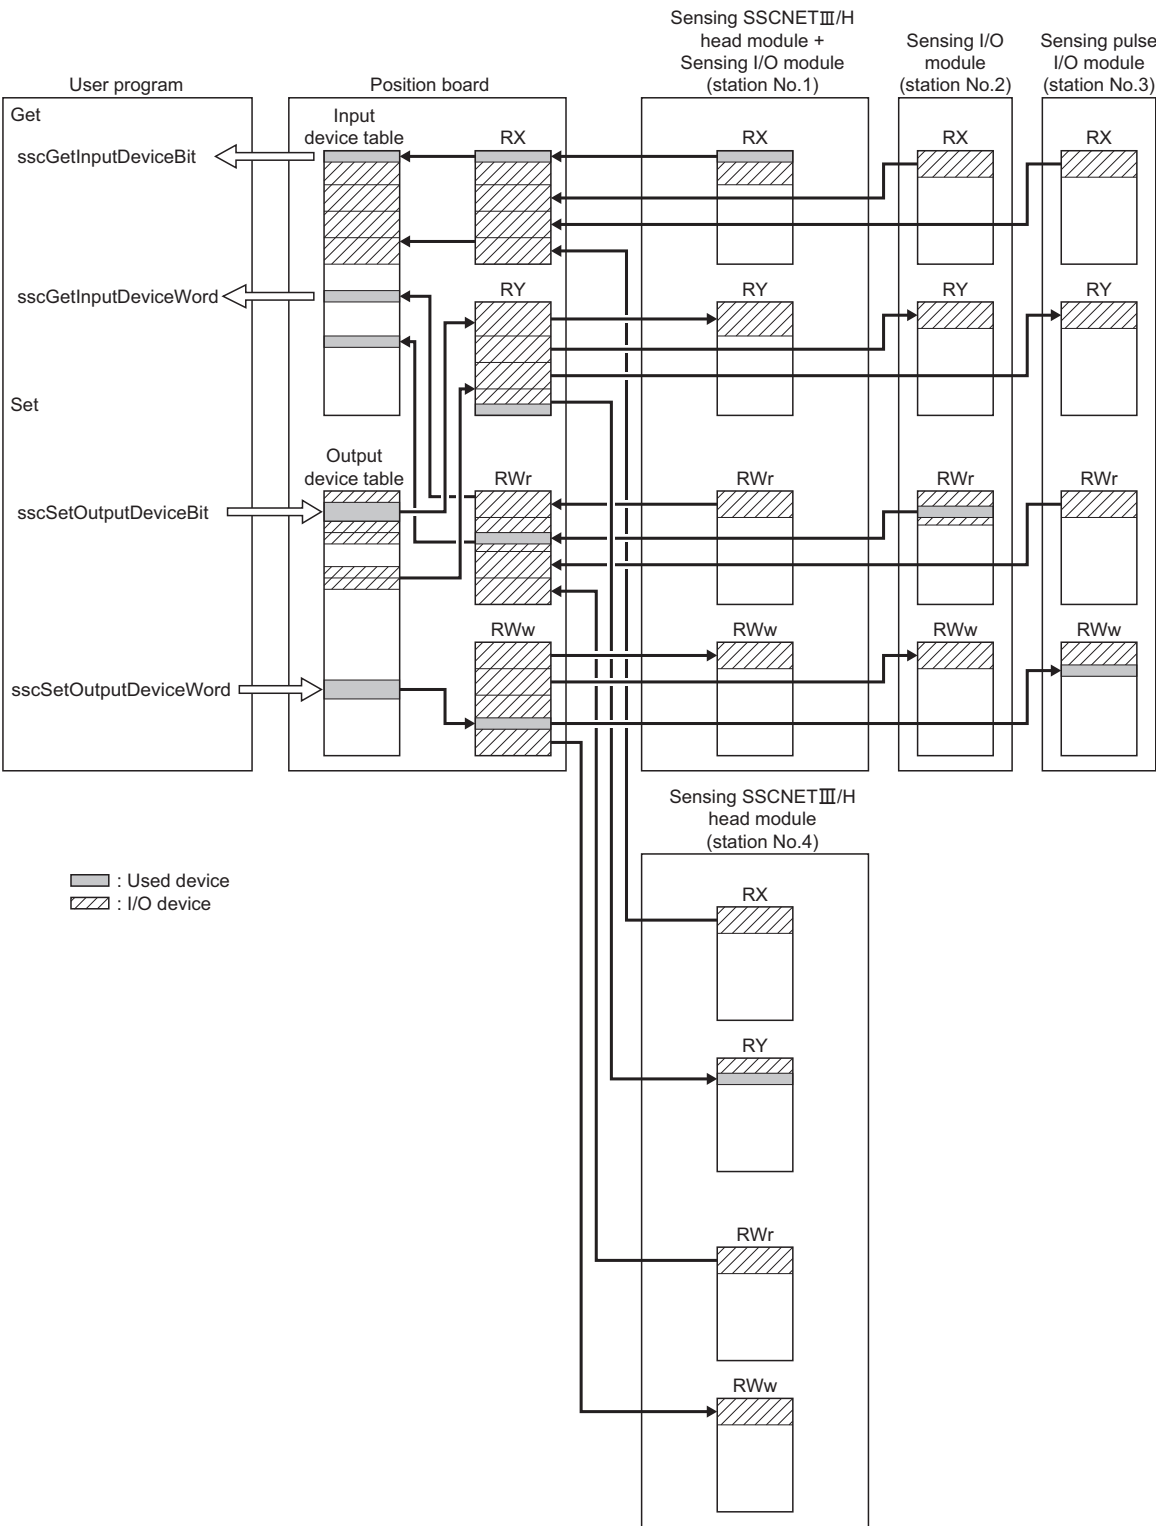 Sensing SSCNETⅢ/H
head module +
Sensing I/O module
(station No.1)
Sensing I/O
module
(station No.2)
Sensing pulse
I/O module
(station No.3)
User program
Position board
Get
Input
device table
RX
RX
RX
RX
sscGetInputDeviceBit
sscGetInputDeviceWord
RY
RY
RY
RY
Set
Output
device table
RWr
RWr
RWr
RWr
sscSetOutputDeviceBit
RWw
RWw
RWw
RWw
sscSetOutputDeviceWord
Sensing SSCNETⅢ/H
head module
(station No.4)
: Used device
: I/O device
RX
RY
RWr
RWw